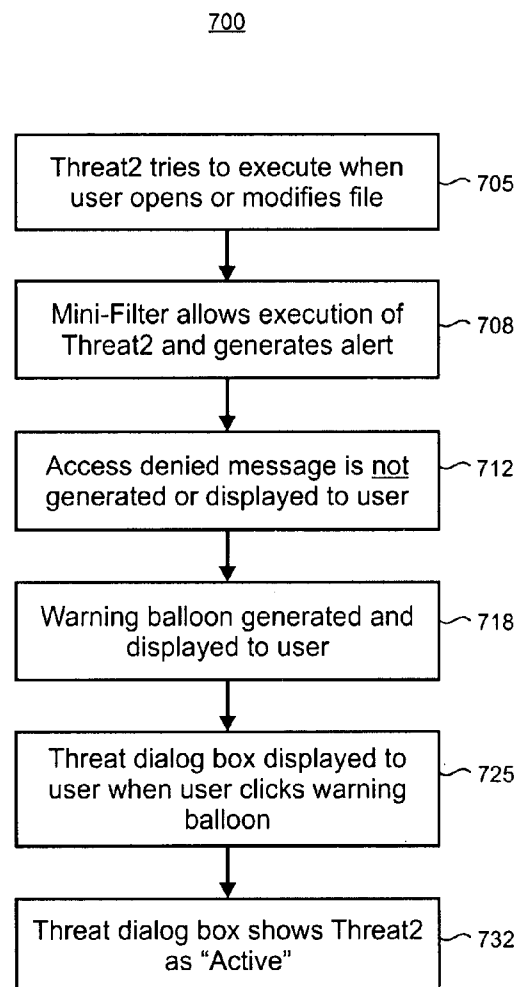 700
Threat2 tries to execute when
user opens or modifies file
705
Mini-Filter allows execution of
Threat2 and generates alert
708
Access denied message is not
generated or displayed to user
712
Warning balloon generated and
displayed to user
718
Threat dialog box displayed to
user when user clicks warning
balloon
725
Threat dialog box shows Threat2
as “Active”
732